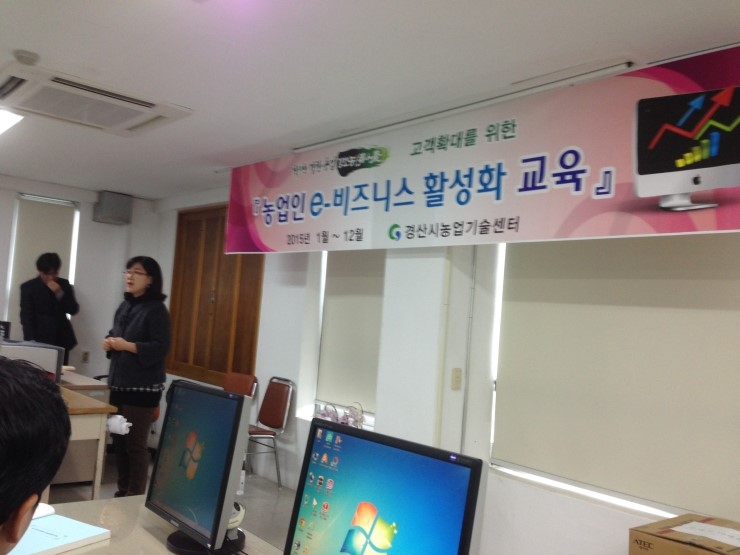 고객확대를 위한
『농업인 e-비즈니스 활성화 교육』
2015년 1월 ~ 12월 경산시농업기술센터
ATEC